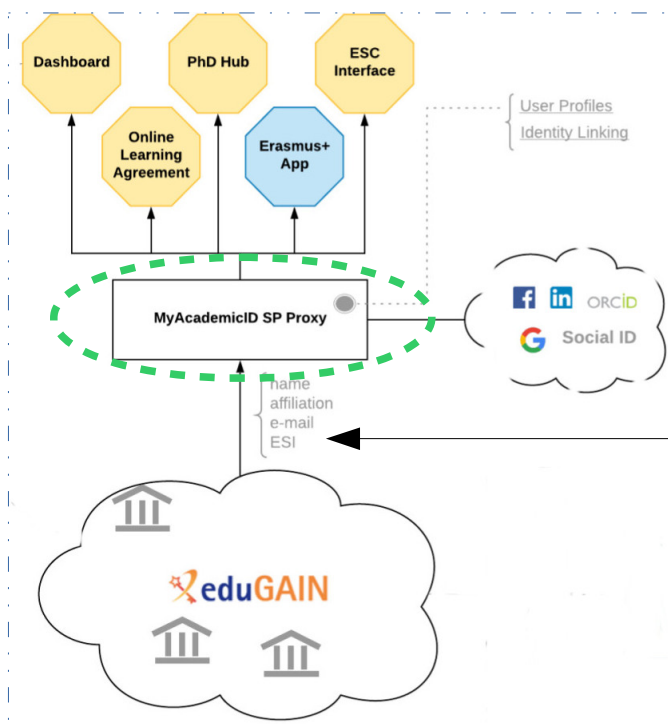 Dashboard
PhD Hub
ESC
Interface
Online
Learning
Agreement
Erasmus+
App
User Profiles
Identity Linking
MyAcademicID SP Proxy
ORCID
Social ID
name
affiliation
e-mail
ESI
eduGAIN